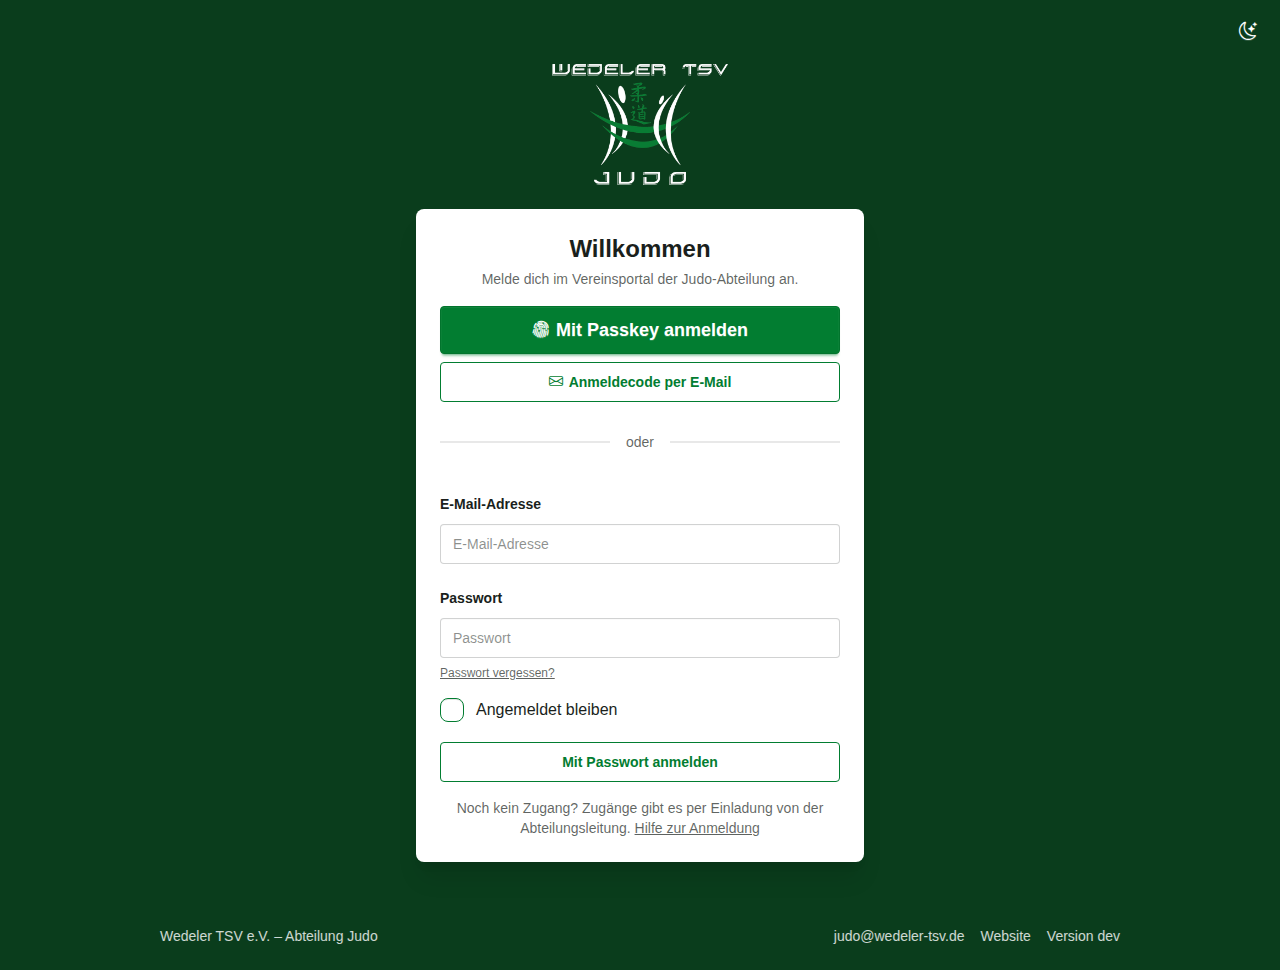 WEDELER TSV
柔
道
JUDO
Willkommen
Melde dich im Vereinsportal der Judo-Abteilung an.
Mit Passkey anmelden
Anmeldecode per E-Mail
oder
E-Mail-Adresse
E-Mail-Adresse
Passwort
Passwort
Passwort vergessen?
Angemeldet bleiben
Mit Passwort anmelden
Noch kein Zugang? Zugänge gibt es per Einladung von der
Abteilungsleitung. Hilfe zur Anmeldung
Wedeler TSV e.V. – Abteilung Judo judo@wedeler-tsv.de Website Version dev